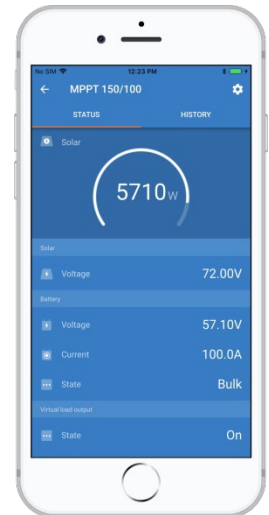 No SIM 12:23 PM
← MPPT 150/100
STATUS HISTORY
Solar
5710W
Solar
Voltage 72.00V
Battery
Voltage 57.10V
Current 100.0A
State Bulk
Virtual load output
State On